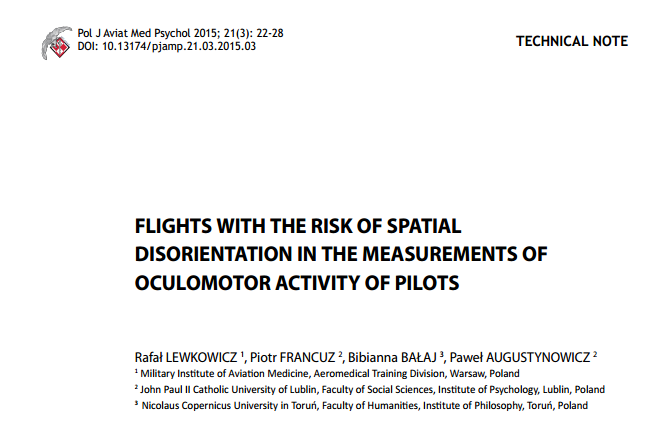 Pol J Aviat Med Psychol 2015; 21(3): 22-28
DOI: 10.13174/pjamp.21.03.2015.03
TECHNICAL NOTE
FLIGHTS WITH THE RISK OF SPATIAL
DISORIENTATION IN THE MEASUREMENTS OF
OCULOMOTOR ACTIVITY OF PILOTS
Rafał LEWKOWICZ ¹, Piotr FRANCUZ ², Bibianna BAŁAJ ³, Paweł AUGUSTYNOWICZ ²
¹ Military Institute of Aviation Medicine, Aeromedical Training Division, Warsaw, Poland
² John Paul II Catholic University of Lublin, Faculty of Social Sciences, Institute of Psychology, Lublin, Poland
³ Nicolaus Copernicus University in Toruń, Faculty of Humanities, Institute of Philosophy, Toruń, Poland